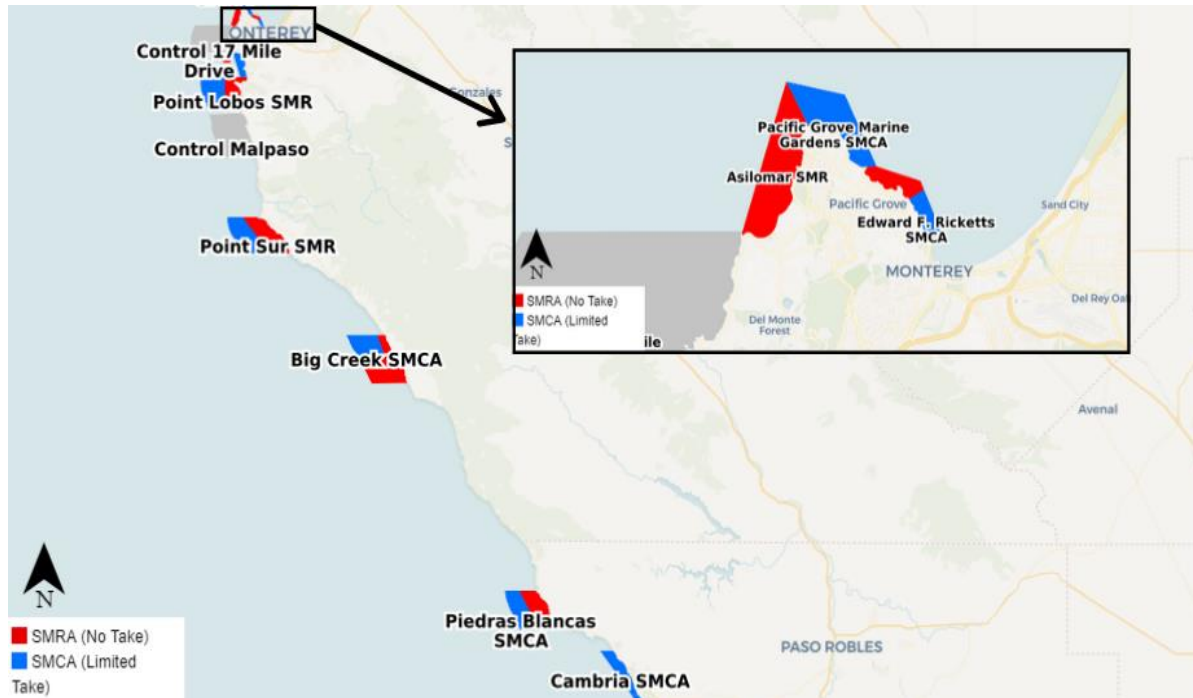 ONTEREY
Control 17 Mile
Drive
Point Lobos SMR
Control Malpaso
Gonzales
S
Point Sur SMR
Big Creek SMCA
Piedras Blancas
SMCA
Cambria SMCA
PASO ROBLES
Avenal
N
SMRA (No Take)
SMCA (Limited
Take)
Pacific Grove Marine
Gardens SMCA
Asilomar SMR
Pacific Grove
Edward F. Ricketts
SMCA
Sand City
MONTEREY
Del Rey Oa
Del Monte
Forest
N
SMRA (No Take)
SMCA (Limited
Take)
ile